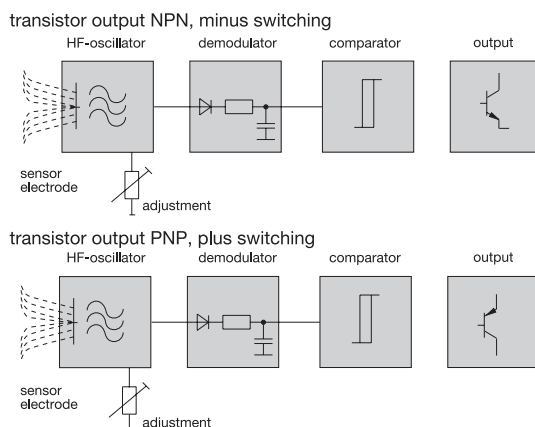 transistor output NPN, minus switching
HF-oscillator demodulator comparator output
sensor
electrode
adjustment
transistor output PNP, plus switching
HF-oscillator demodulator comparator output
sensor
electrode
adjustment